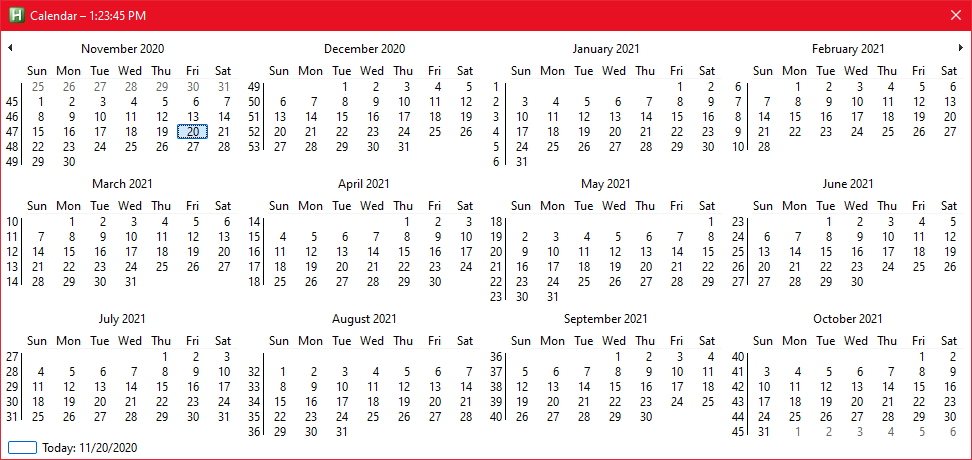 Calendar – 1:23:45 PM
November 2020
Sun Mon Tue Wed Thu Fri Sat
25 26 27 28 29 30 31
45 1 2 3 4 5 6 7
46 8 9 10 11 12 13 14
47 15 16 17 18 19 20 21
48 22 23 24 25 26 27 28
49 29 30
December 2020
Sun Mon Tue Wed Thu Fri Sat
49 1 2 3 4 5
50 6 7 8 9 10 11 12
51 13 14 15 16 17 18 19
52 20 21 22 23 24 25 26
53 27 28 29 30 31
January 2021
Sun Mon Tue Wed Thu Fri Sat
1 1 2
2 3 4 5 6 7 8 9
3 10 11 12 13 14 15 16
4 17 18 19 20 21 22 23
5 24 25 26 27 28 29 30
6 31
February 2021
Sun Mon Tue Wed Thu Fri Sat
6 1 2 3 4 5 6
7 7 8 9 10 11 12 13
8 14 15 16 17 18 19 20
9 21 22 23 24 25 26 27
10 28
March 2021
Sun Mon Tue Wed Thu Fri Sat
10 1 2 3 4 5 6
11 7 8 9 10 11 12 13
12 14 15 16 17 18 19 20
13 21 22 23 24 25 26 27
14 28 29 30 31
April 2021
Sun Mon Tue Wed Thu Fri Sat
14 1 2 3
15 4 5 6 7 8 9 10
16 11 12 13 14 15 16 17
17 18 19 20 21 22 23 24
18 25 26 27 28 29 30
May 2021
Sun Mon Tue Wed Thu Fri Sat
18 1
19 2 3 4 5 6 7 8
20 9 10 11 12 13 14 15
21 16 17 18 19 20 21 22
22 23 24 25 26 27 28 29
23 30 31
June 2021
Sun Mon Tue Wed Thu Fri Sat
23 1 2 3 4 5
24 6 7 8 9 10 11 12
25 13 14 15 16 17 18 19
26 20 21 22 23 24 25 26
27 27 28 29 30
July 2021
Sun Mon Tue Wed Thu Fri Sat
27 1 2 3
28 4 5 6 7 8 9 10
29 11 12 13 14 15 16 17
30 18 19 20 21 22 23 24
31 25 26 27 28 29 30 31
August 2021
Sun Mon Tue Wed Thu Fri Sat
32 1 2 3 4 5 6 7
33 8 9 10 11 12 13 14
34 15 16 17 18 19 20 21
35 22 23 24 25 26 27 28
36 29 30 31
September 2021
Sun Mon Tue Wed Thu Fri Sat
36 1 2 3 4
37 5 6 7 8 9 10 11
38 12 13 14 15 16 17 18
39 19 20 21 22 23 24 25
40 26 27 28 29 30
October 2021
Sun Mon Tue Wed Thu Fri Sat
40 1 2
41 3 4 5 6 7 8 9
42 10 11 12 13 14 15 16
43 17 18 19 20 21 22 23
44 24 25 26 27 28 29 30
45 31 1 2 3 4 5 6
Today: 11/20/2020